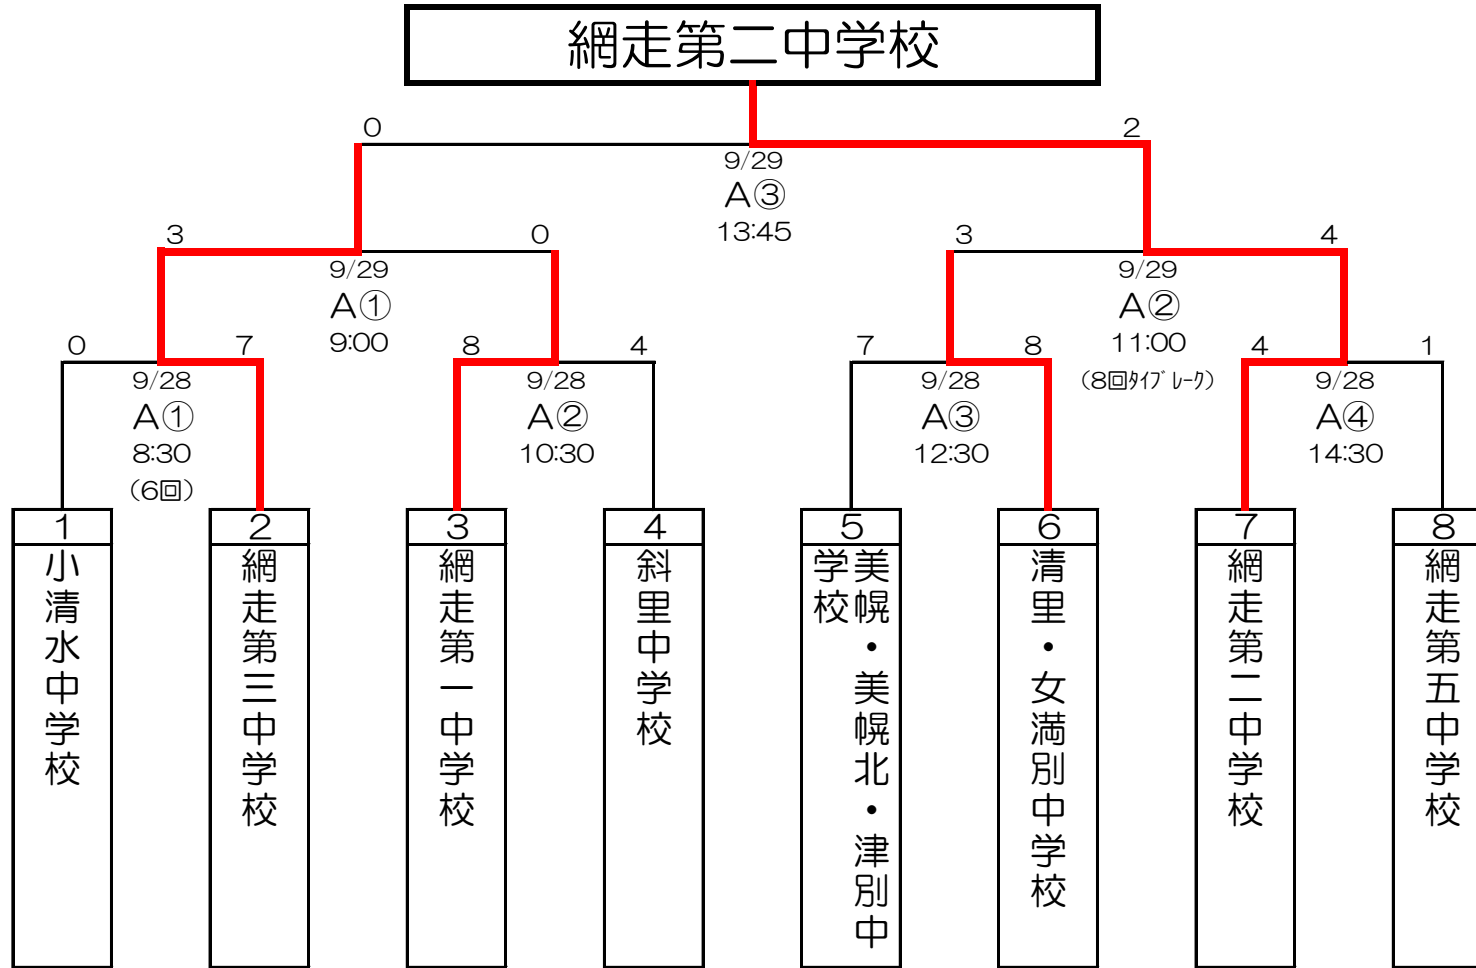 網走第二中学校
0
2
9/29
A③
13:45
3
0
3
4
9/29
A①
9:00
9/29
A②
11:00
(8回ﾀｲﾌﾞﾚｰｸ)
0
7
8
4
7
8
4
1
9/28
A①
8:30
(6回)
9/28
A②
10:30
9/28
A③
12:30
9/28
A④
14:30
1
小清水中学校
2
網走第三中学校
3
網走第一中学校
4
斜里中学校
5
美幌・美幌北・津別中
学校
6
清里・女満別中学校
7
網走第二中学校
8
網走第五中学校